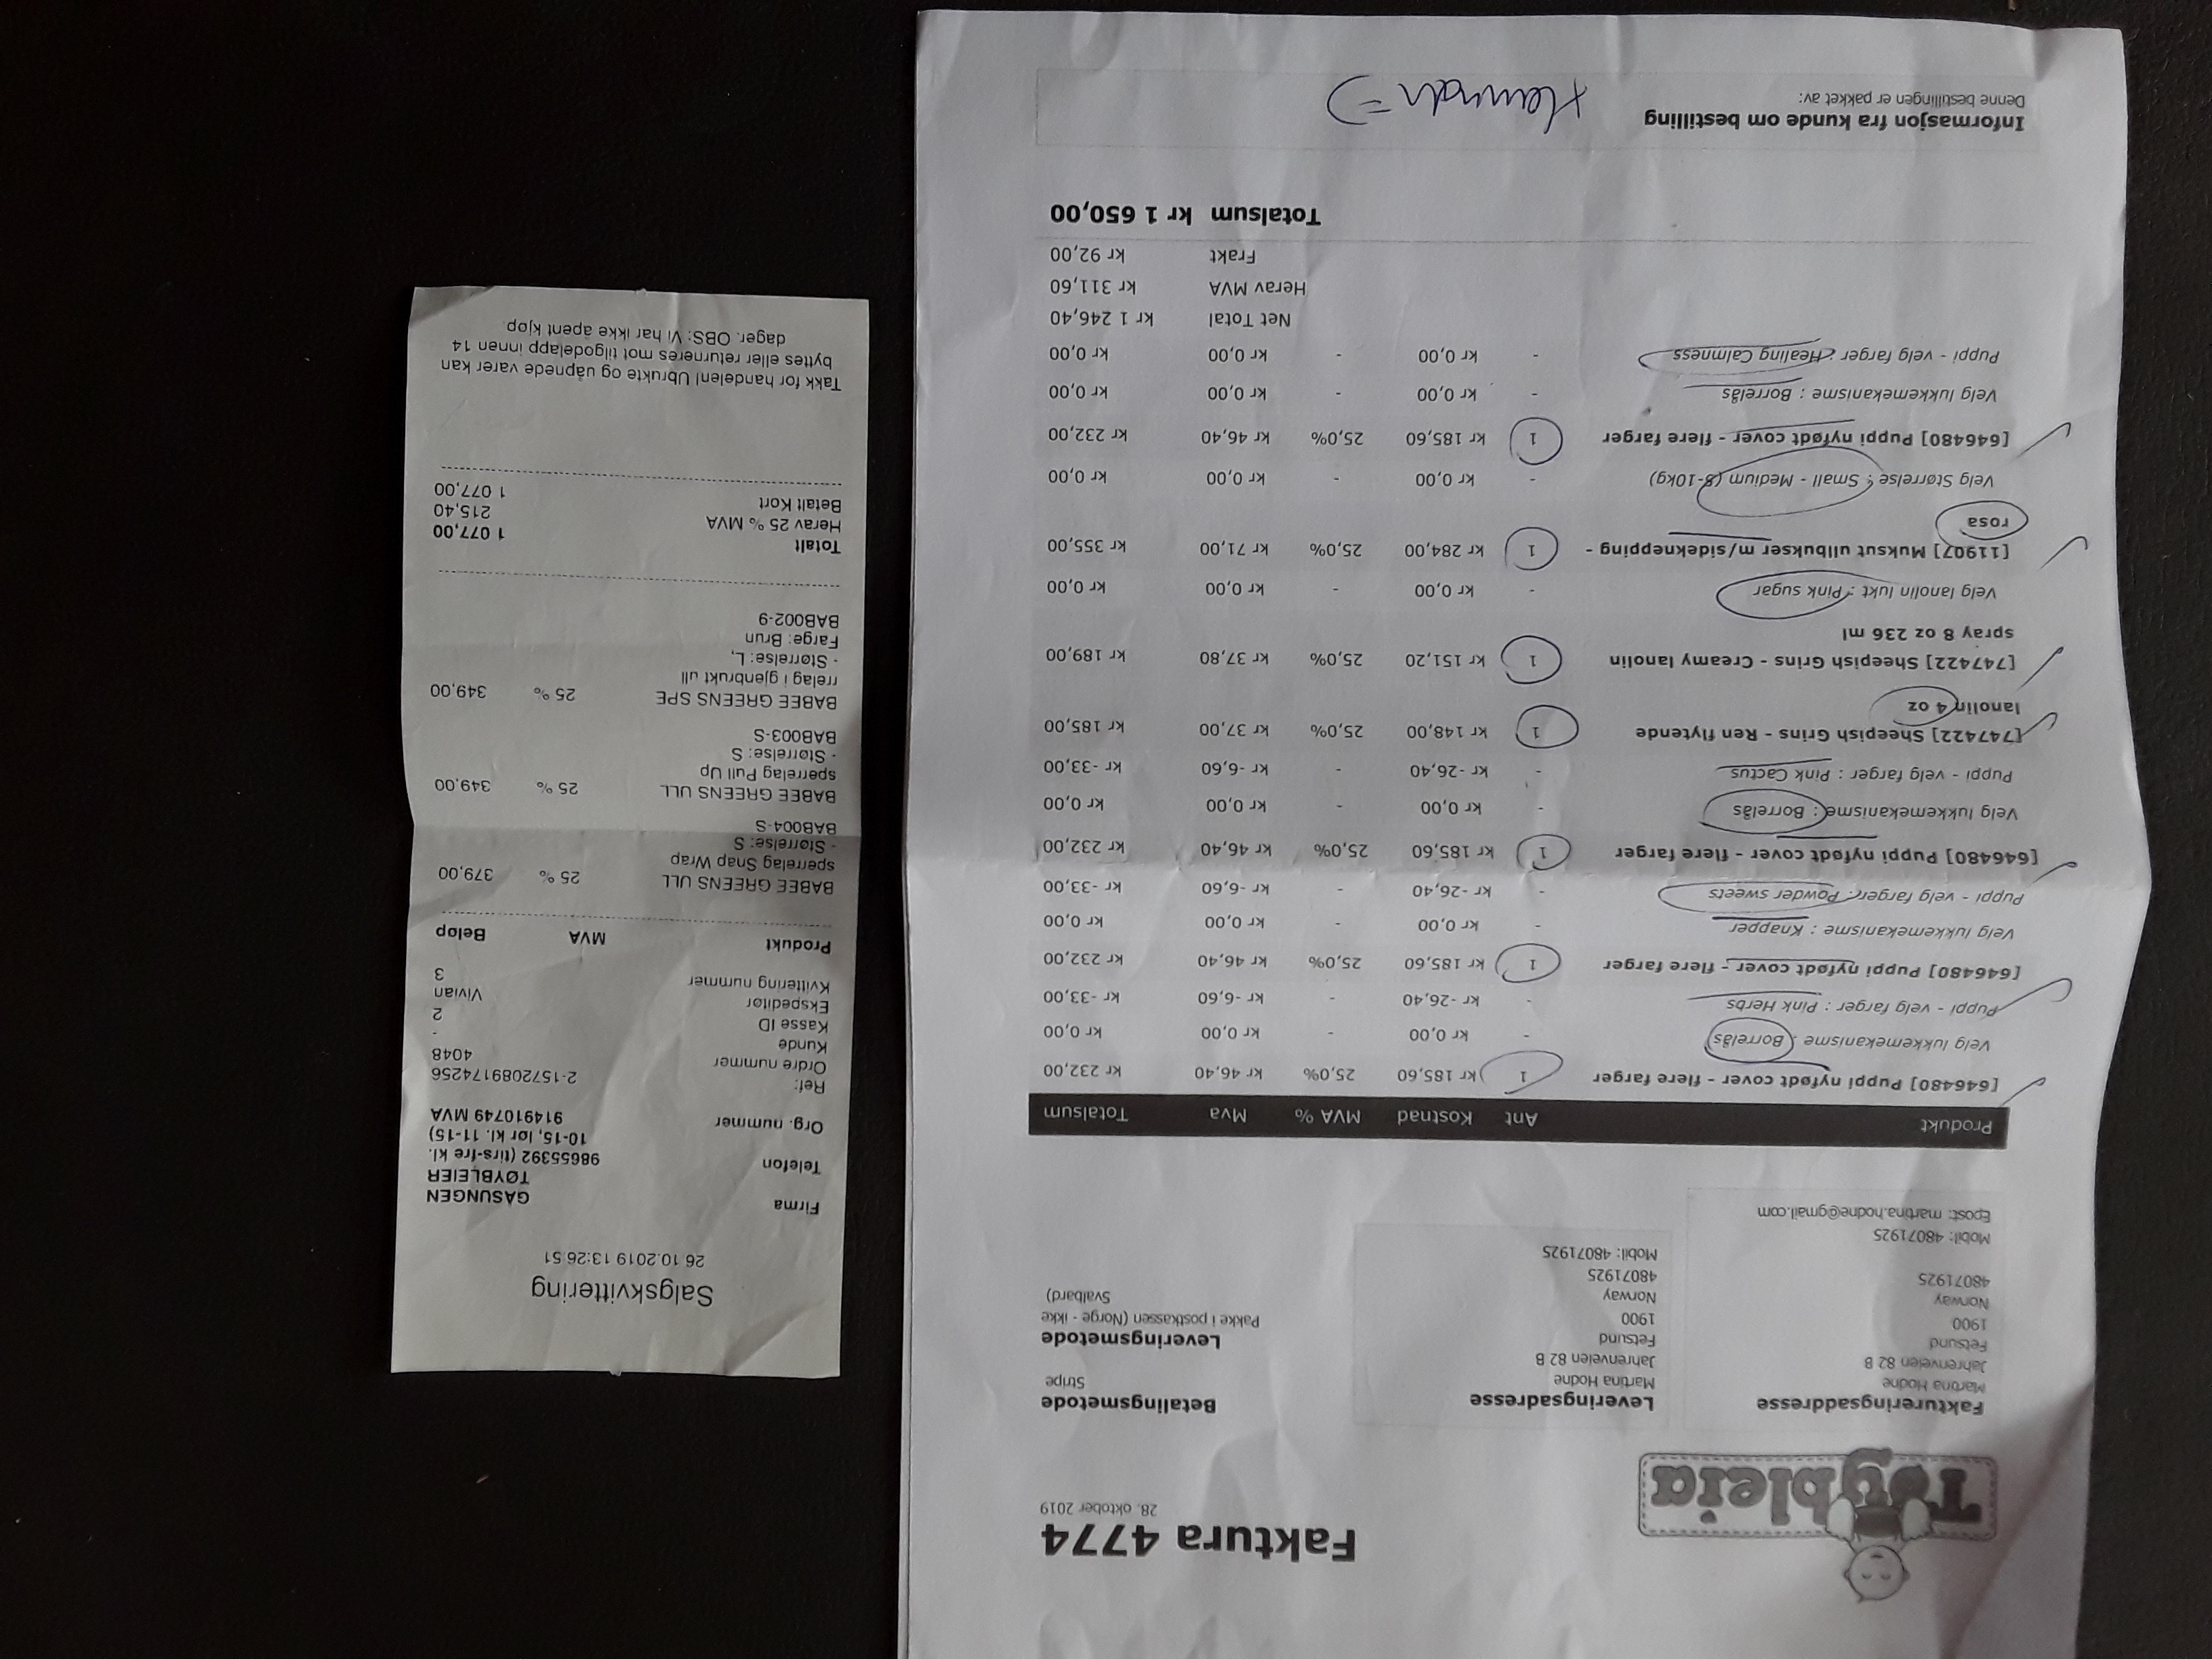 Tøybleia
Faktura 4774
28. oktober 2019
Faktureringsaddresse
Martina Hodne
Jahrenveien 82 B
Fetsund
1900
Norway
48071925
Mobil: 48071925
Epost: martina.hodne@gmail.com
Leveringsadresse
Martina Hodne
Jahrenveien 82 B
Fetsund
1900
Norway
48071925
Mobil: 48071925
Betalingsmetode
Stripe
Leveringsmetode
Pakke i postkassen (Norge - ikke
Svalbard)
Produkt Ant Kostnad MVA % Mva Totalsum
[646480] Puppi nyfødt cover - flere farger 1 kr 185,60 25,0% kr 46,40 kr 232,00
Velg lukkemekanisme : Borrelås - kr 0,00 - kr 0,00 kr 0,00
Puppi - velg farger : Pink Herbs - kr -26,40 - kr -6,60 kr -33,00
[646480] Puppi nyfødt cover - flere farger 1 kr 185,60 25,0% kr 46,40 kr 232,00
Velg lukkemekanisme : Knapper - kr 0,00 - kr 0,00 kr 0,00
Puppi - velg farger : Powder sweets - kr -26,40 - kr -6,60 kr -33,00
[646480] Puppi nyfødt cover - flere farger 1 kr 185,60 25,0% kr 46,40 kr 232,00
Velg lukkemekanisme : Borrelås - kr 0,00 - kr 0,00 kr 0,00
Puppi - velg farger : Pink Cactus - kr -26,40 - kr -6,6 kr -33,00
[747422] Sheepish Grins - Ren flytende 1 kr 148,00 25,0% kr 37,00 kr 185,00
lanolin 4 oz
[747422] Sheepish Grins - Creamy lanolin 1 kr 151,20 25,0% kr 37,80 kr 189,00
spray 8 oz 236 ml
Velg lanolin lukt : Pink sugar - kr 0,00 - kr 0,00 kr 0,00
[11907] Muksut ullbukser m/sideknepping - 1 kr 284,00 25,0% kr 71,00 kr 355,00
rosa
Velg Størrelse : Small - Medium (5-10kg) - kr 0,00 - kr 0,00 kr 0,00
[646480] Puppi nyfødt cover - flere farger 1 kr 185,60 25,0% kr 46,40 kr 232,00
Velg lukkemekanisme : Borrelås - kr 0,00 - kr 0,00 kr 0,00
Puppi - velg farger : Healing Calmness - kr 0,00 - kr 0,00 kr 0,00
Net Total kr 1 246,40
Herav MVA kr 311,60
Frakt kr 92,00
Totalsum kr 1 650,00
Informasjon fra kunde om bestilling
Denne bestillingen er pakket av:
Salgskvittering
26.10.2019 13:26:51
Firma GASUNGEN
TØYBLEIER
Telefon 98655392 (tirs-fre kl.
10-15, lør kl. 11-15)
Org. nummer 914910749 MVA
Ref: 2-1572089174256
Ordre nummer 4048
Kunde -
Kasse ID 2
Ekspeditør Vivian
Kvittering nummer 3
Produkt MVA Beløp
BABEE GREENS ULL 25 % 379,00
sperrelag Snap Wrap
- Størrelse: S
BAB004-S
BABEE GREENS ULL 25 % 349,00
sperrelag Pull Up
- Størrelse: S
BAB003-S
BABEE GREENS SPE 25 % 349,00
rrelag i gjenbrukt ull
- Størrelse: L,
Farge: Brun
BAB002-9
Totalt 1 077,00
Herav 25 % MVA 215,40
Betalt Kort 1 077,00
Takk for handelen! Ubrukte og uåpnede varer kan
byttes eller returneres mot tilgodelapp innen 14
dager. OBS: Vi har ikke åpent kjøp.